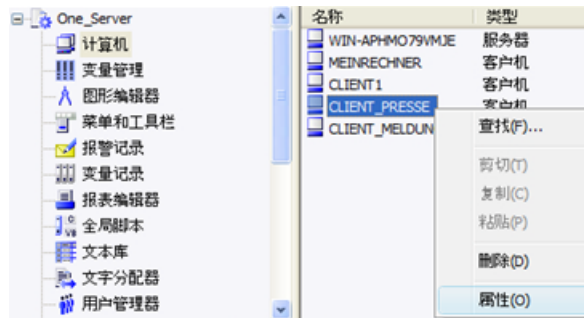 One_Server
计算机
变量管理
图形编辑器
菜单和工具栏
报警记录
变量记录
报表编辑器
全局脚本
文本库
文字分配器
用户管理器
名称 类型
WIN-APHMO79VMJE 服务器
MEINRECHNER 客户机
CLIENT1 客户机
CLIENT_PRESSE 客户机
CLIENT_MELDUN
查找(F)...
剪切(T)
复制(C)
粘贴(P)
删除(D)
属性(O)